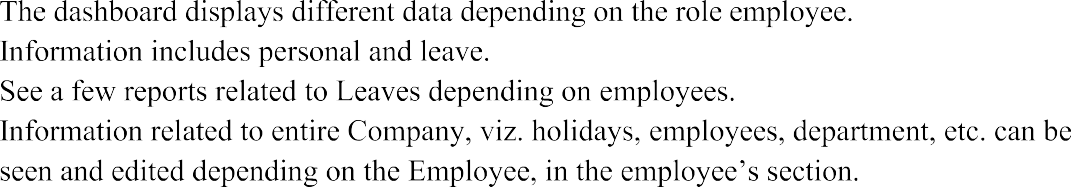 The dashboard displays different data depending on the role employee.
Information includes personal and leave.
See a few reports related to Leaves depending on employees.
Information related to entire Company, viz. holidays, employees, department, etc. can be
seen and edited depending on the Employee, in the employee’s section.